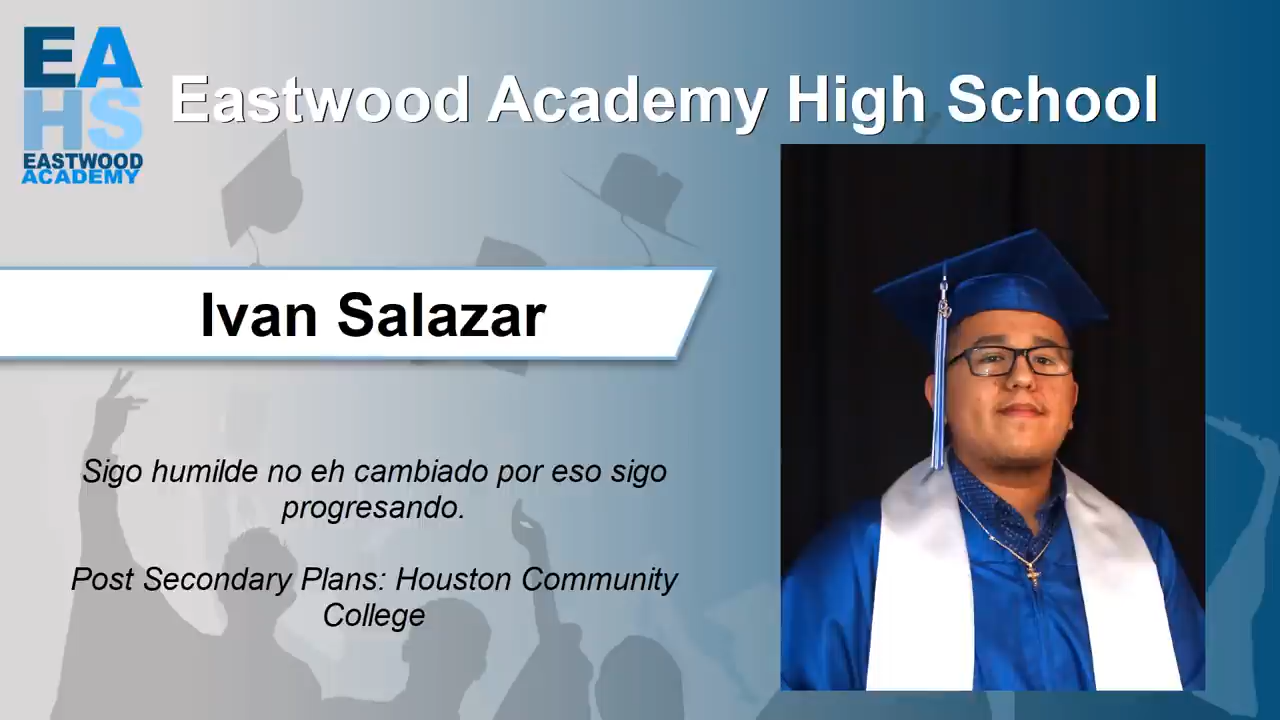 EA
HS
EASTWOOD
ACADEMY
Eastwood Academy High School
Ivan Salazar
Sigo humilde no eh cambiado por eso sigo
progresando.
Post Secondary Plans: Houston Community
College